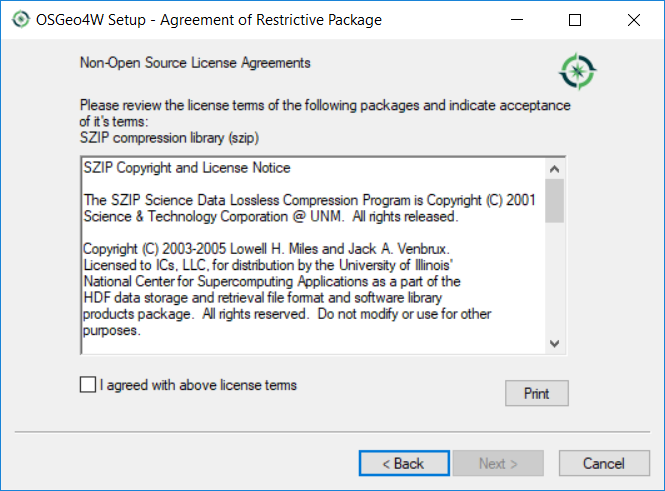 OSGeo4W Setup - Agreement of Restrictive Package
Non-Open Source License Agreements
Please review the license terms of the following packages and indicate acceptance
of it's terms:
SZIP compression library (szip)
SZIP Copyright and License Notice
The SZIP Science Data Lossless Compression Program is Copyright (C) 2001
Science & Technology Corporation @ UNM.  All rights released.
Copyright (C) 2003-2005 Lowell H. Miles and Jack A. Venbrux.
Licensed to ICs, LLC, for distribution by the University of Illinois'
National Center for Supercomputing Applications as a part of the
HDF data storage and retrieval file format and software library
products package.  All rights reserved.  Do not modify or use for other
purposes.
I agreed with above license terms
Print
< Back
Next >
Cancel